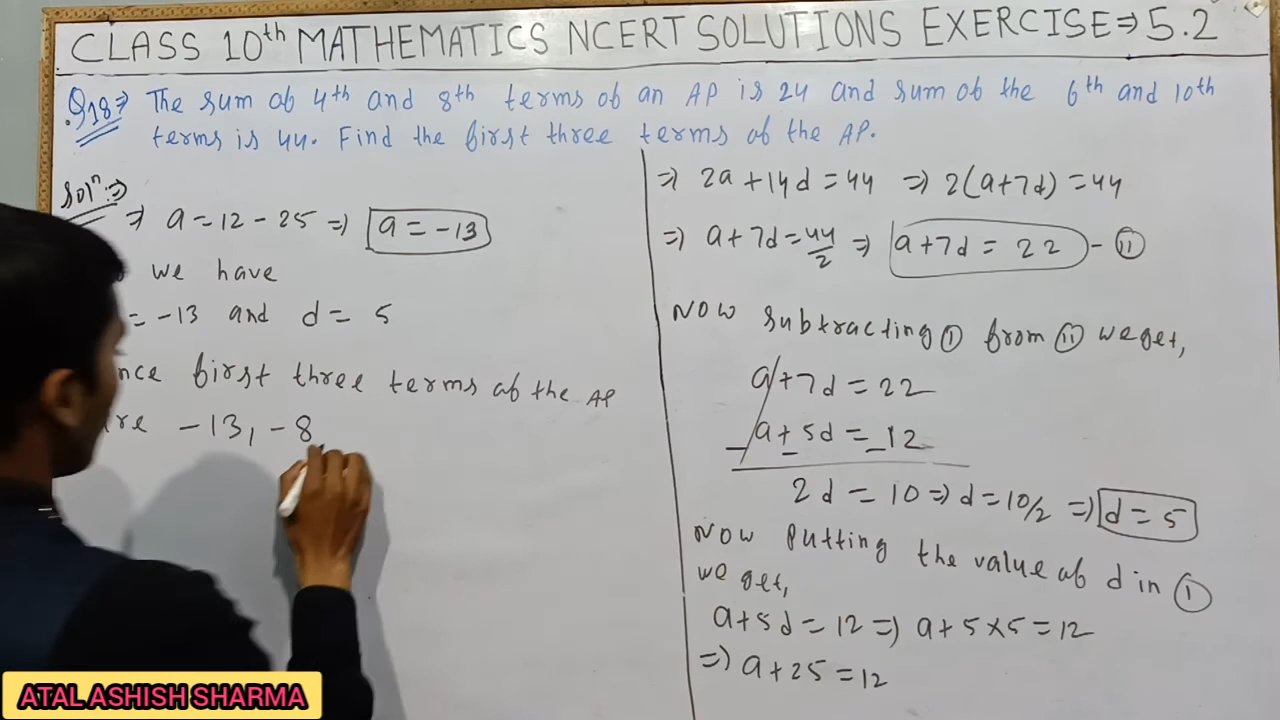 CLASS 10th MATHEMATICS NCERT SOLUTIONS EXERCISE⇒5.2
Q18⇒ The sum of 4th and 8th terms of an AP is 24 and sum of the 6th and 10th
terms is 44. Find the first three terms of the AP.
Solⁿ:⇒
⇒ a = 12 - 25 ⇒ a = -13
we have
= -13 and d = 5
nce first three terms of the AP
are -13, -8
⇒ 2a + 14d = 44 ⇒ 2(a+7d) = 44
⇒ a + 7d = 44/2 ⇒ a + 7d = 22 - (ii)
Now subtracting (i) from (ii) we get,
a + 7d = 22
- a + 5d = 12
- -
2d = 10 ⇒ d = 10/2 ⇒ d = 5
Now putting the value of d in (i)
we get,
a + 5d = 12 ⇒ a + 5×5 = 12
⇒ a + 25 = 12
ATAL ASHISH SHARMA